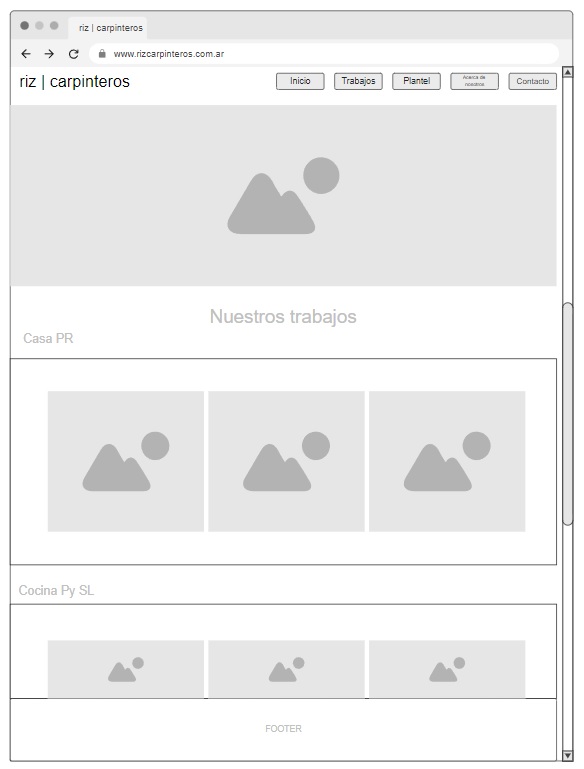 riz | carpinteros
www.rizcarpinteros.com.ar
riz | carpinteros
Inicio
Trabajos
Plantel
Acerca de
nosotros
Contacto
Nuestros trabajos
Casa PR
Cocina Py SL
FOOTER